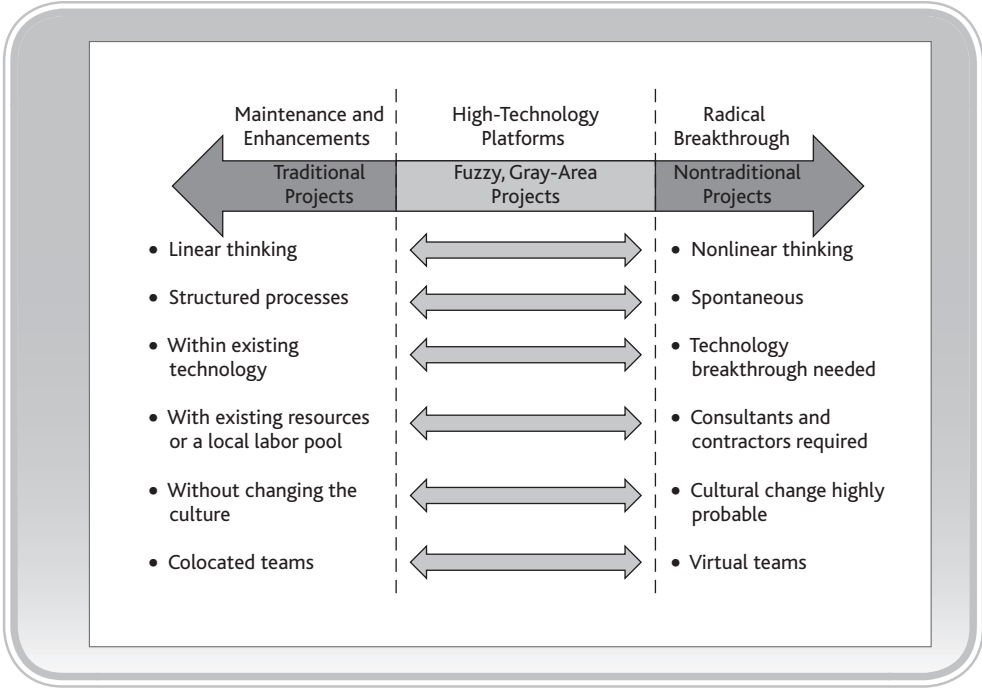 Maintenance and
Enhancements
High-Technology
Platforms
Radical
Breakthrough
Traditional
Projects
Fuzzy, Gray-Area
Projects
Nontraditional
Projects
• Linear thinking
• Nonlinear thinking
• Structured processes
• Spontaneous
• Within existing
technology
• Technology
breakthrough needed
• With existing resources
or a local labor pool
• Consultants and
contractors required
• Without changing the
culture
• Cultural change highly
probable
• Colocated teams
• Virtual teams